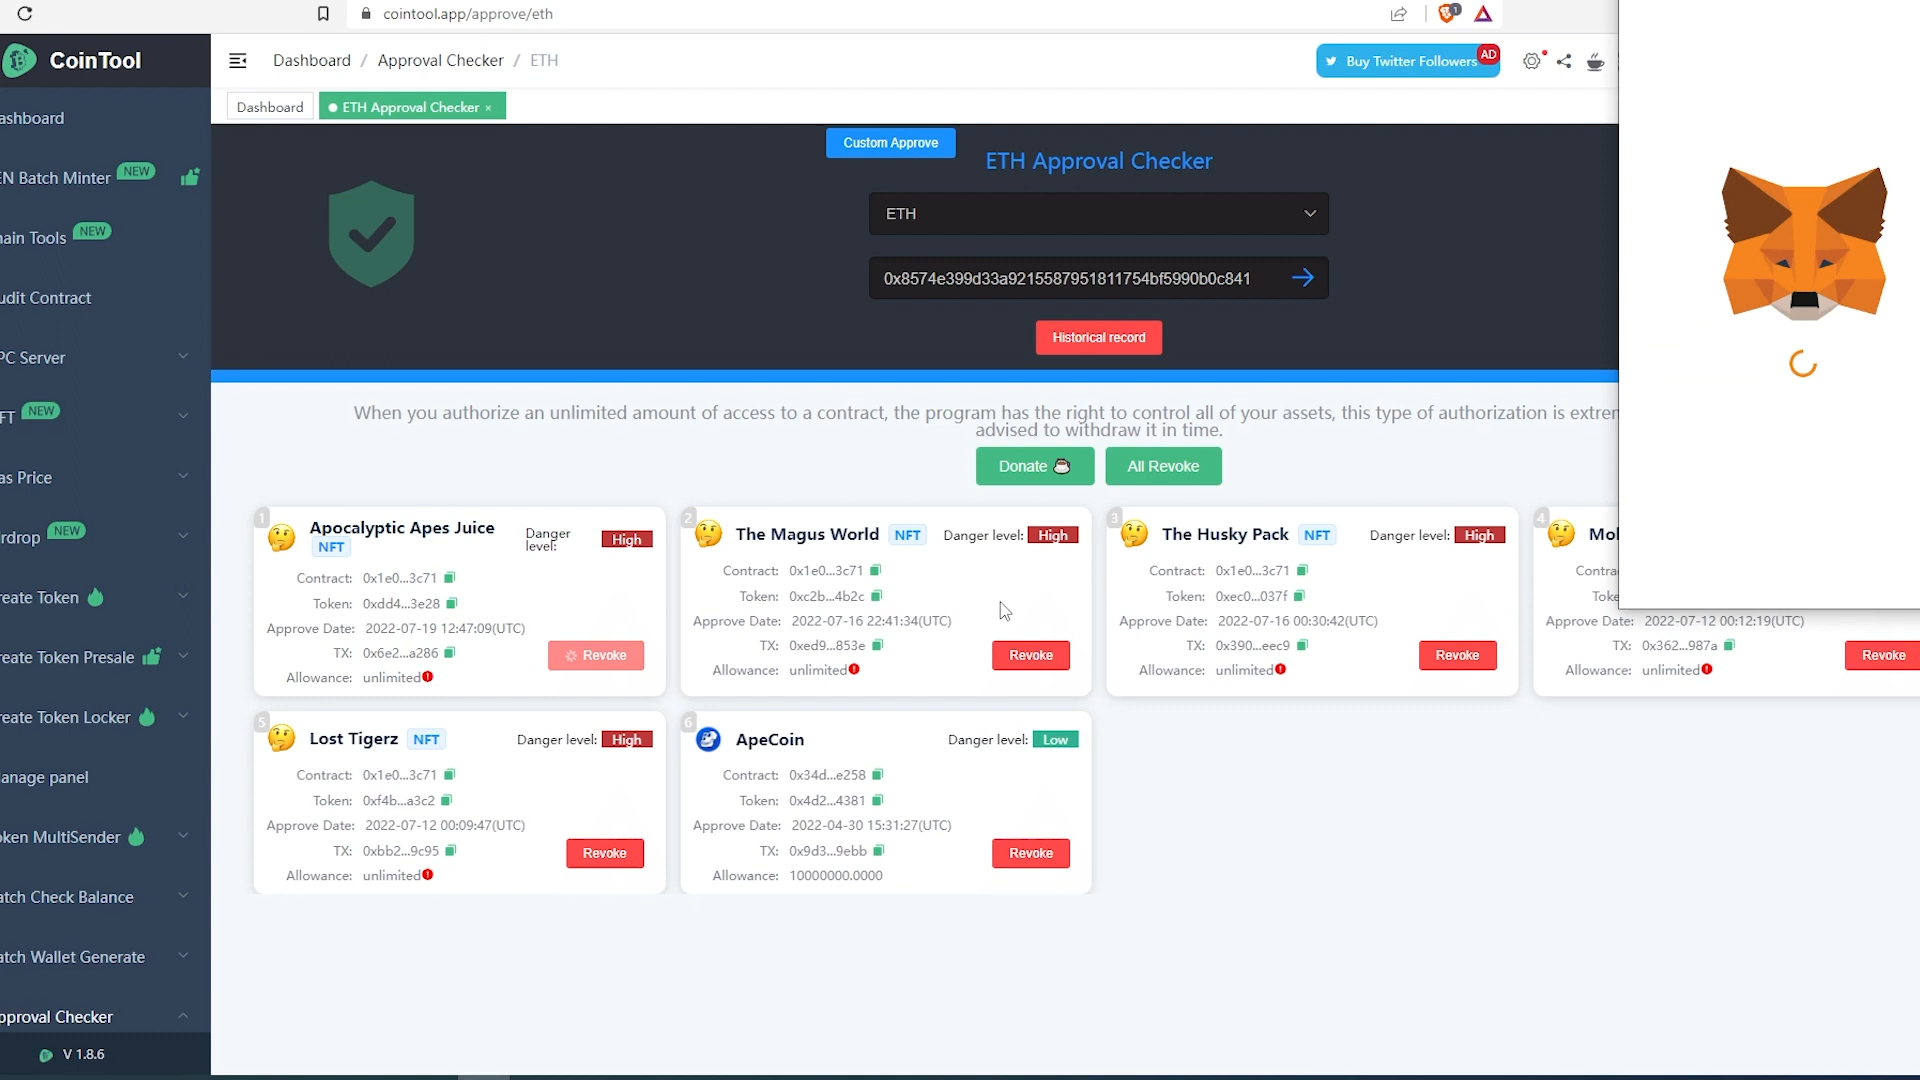 cointool.app/approve/eth
1
CoinTool
Dashboard / Approval Checker / ETH
Buy Twitter Followers
AD
Dashboard
ETH Approval Checker ×
ashboard
EN Batch Minter NEW
hain Tools NEW
udit Contract
PC Server
FT NEW
as Price
irdrop NEW
reate Token
reate Token Presale
reate Token Locker
lanage panel
oken MultiSender
atch Check Balance
atch Wallet Generate
pproval Checker
V 1.8.6
Custom Approve
ETH Approval Checker
ETH
0x8574e399d33a9215587951811754bf5990b0c841
Historical record
When you authorize an unlimited amount of access to a contract, the program has the right to control all of your assets, this type of authorization is extren
advised to withdraw it in time.
Donate
All Revoke
1
Apocalyptic Apes Juice
NFT
Danger level: High
Contract: 0x1e0...3c71
Token: 0xdd4...3e28
Approve Date: 2022-07-19 12:47:09(UTC)
TX: 0x6e2...a286
Revoke
Allowance: unlimited
2
The Magus World NFT
Danger level: High
Contract: 0x1e0...3c71
Token: 0xc2b...4b2c
Approve Date: 2022-07-16 22:41:34(UTC)
TX: 0xed9...853e
Revoke
Allowance: unlimited
3
The Husky Pack NFT
Danger level: High
Contract: 0x1e0...3c71
Token: 0xec0...037f
Approve Date: 2022-07-16 00:30:42(UTC)
TX: 0x390...eec9
Revoke
Allowance: unlimited
4
Mol
Contra
Toke
Approve Date: 2022-07-12 00:12:19(UTC)
TX: 0x362...987a
Revoke
Allowance: unlimited
5
Lost Tigerz NFT
Danger level: High
Contract: 0x1e0...3c71
Token: 0xf4b...a3c2
Approve Date: 2022-07-12 00:09:47(UTC)
TX: 0xbb2...9c95
Revoke
Allowance: unlimited
6
ApeCoin
Danger level: Low
Contract: 0x34d...e258
Token: 0x4d2...4381
Approve Date: 2022-04-30 15:31:27(UTC)
TX: 0x9d3...9ebb
Revoke
Allowance: 10000000.0000